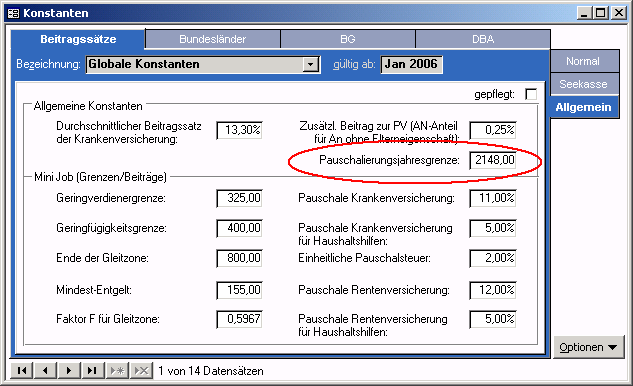 Konstanten
Beitragssätze Bundesländer BG DBA
Normal
Seekasse
Allgemein
Bezeichnung: Globale Konstanten gültig ab: Jan 2006
gepflegt:
Allgemeine Konstanten
Durchschnittlicher Beitragssatz
der Krankenversicherung: 13,30%
Zusätzl. Beitrag zur PV (AN-Anteil
für An ohne Elterneigenschaft): 0,25%
Pauschalierungsjahresgrenze: 2148,00
Mini Job (Grenzen/Beiträge)
Geringverdienergrenze: 325,00 Pauschale Krankenversicherung: 11,00%
Geringfügigkeitsgrenze: 400,00 Pauschale Krankenversicherung 5,00%
für Haushaltshilfen:
Ende der Gleitzone: 800,00 Einheitliche Pauschalsteuer: 2,00%
Mindest-Entgelt: 155,00 Pauschale Rentenversicherung: 12,00%
Faktor F für Gleitzone: 0,5967 Pauschale Rentenversicherung 5,00%
für Haushaltshilfen:
Optionen
1 von 14 Datensätzen